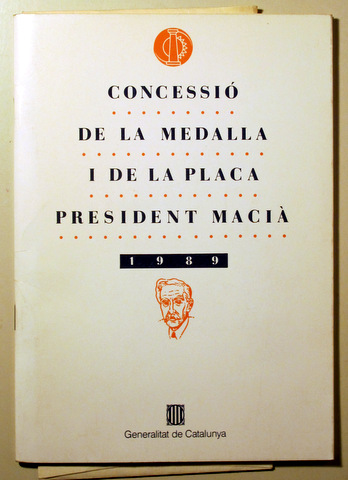 CONCESSIÓ
DE LA MEDALLA
I DE LA PLACA
PRESIDENT MACIÀ
1989
Generalitat de Catalunya